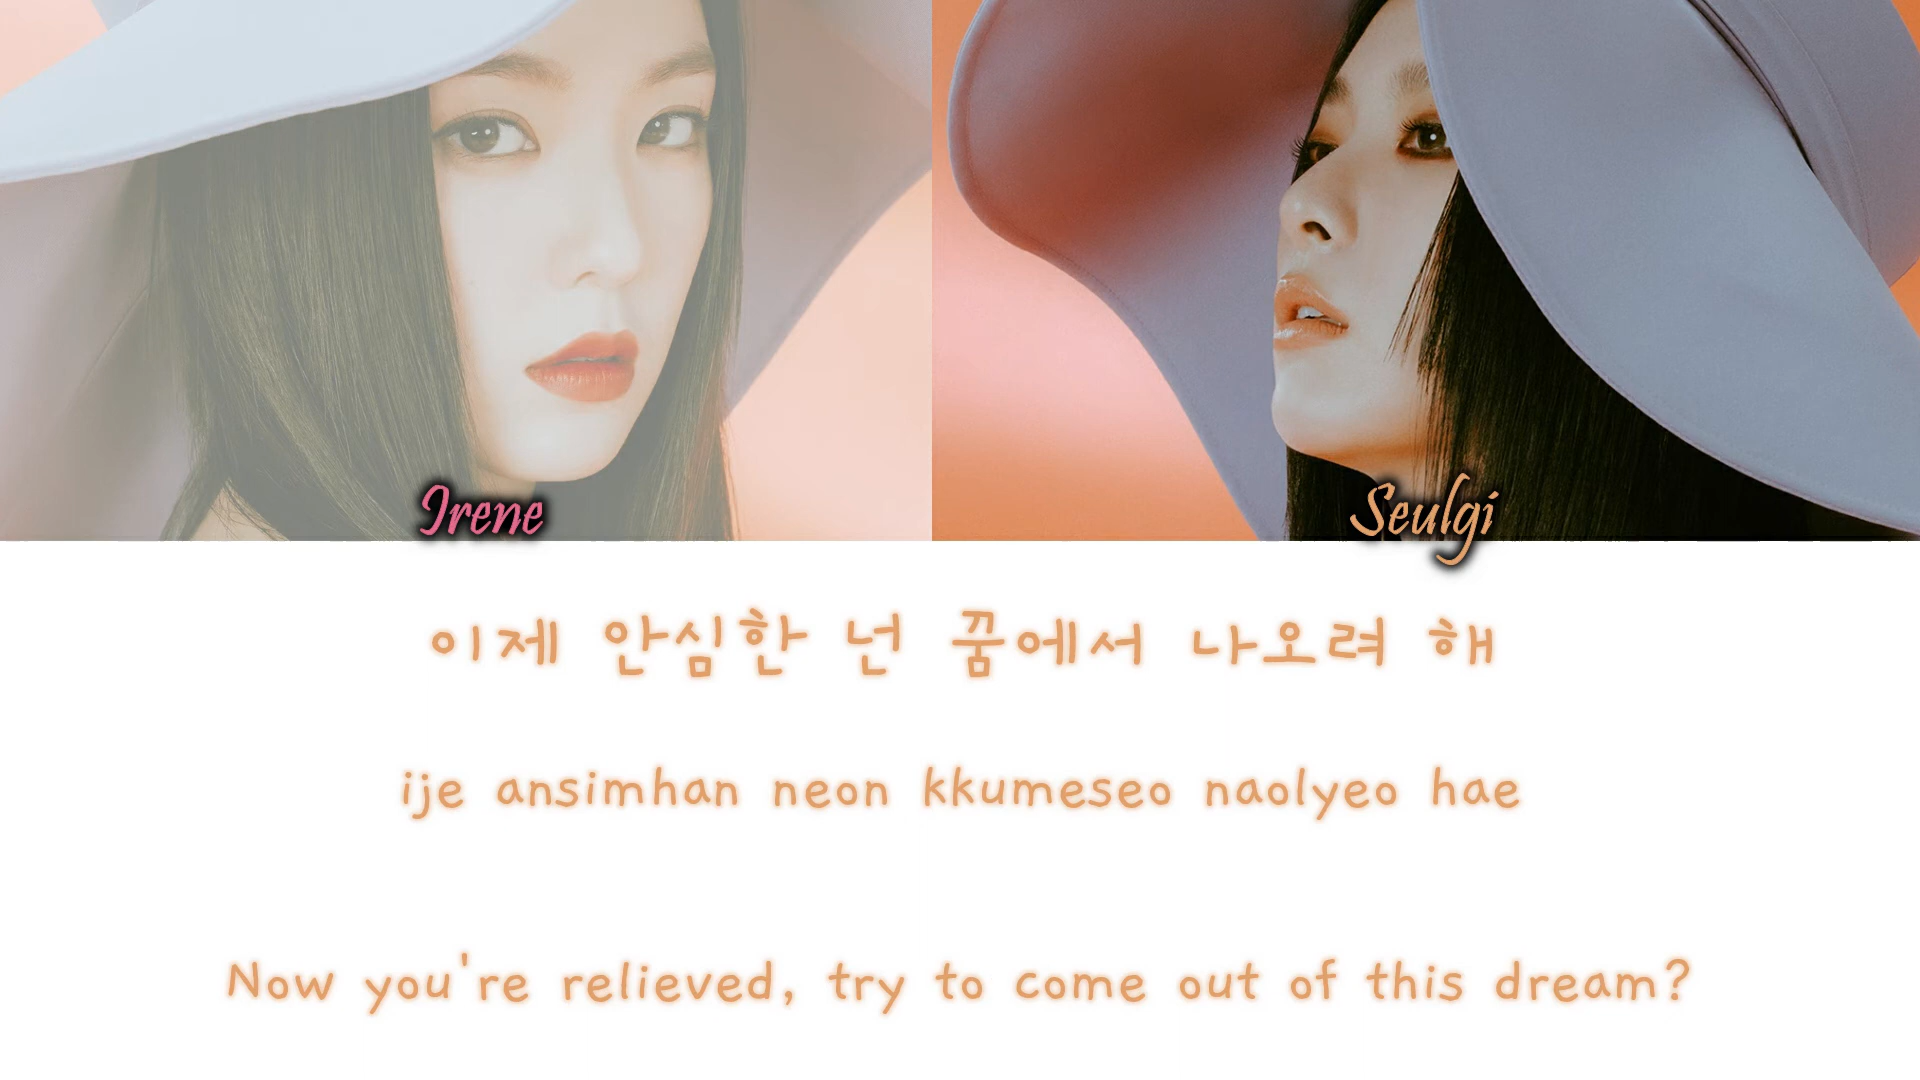 Irene
Seulgi
이제 안심한 넌 꿈에서 나오려 해
ije ansimhan neon kkumeseo naolyeo hae
Now you're relieved, try to come out of this dream?